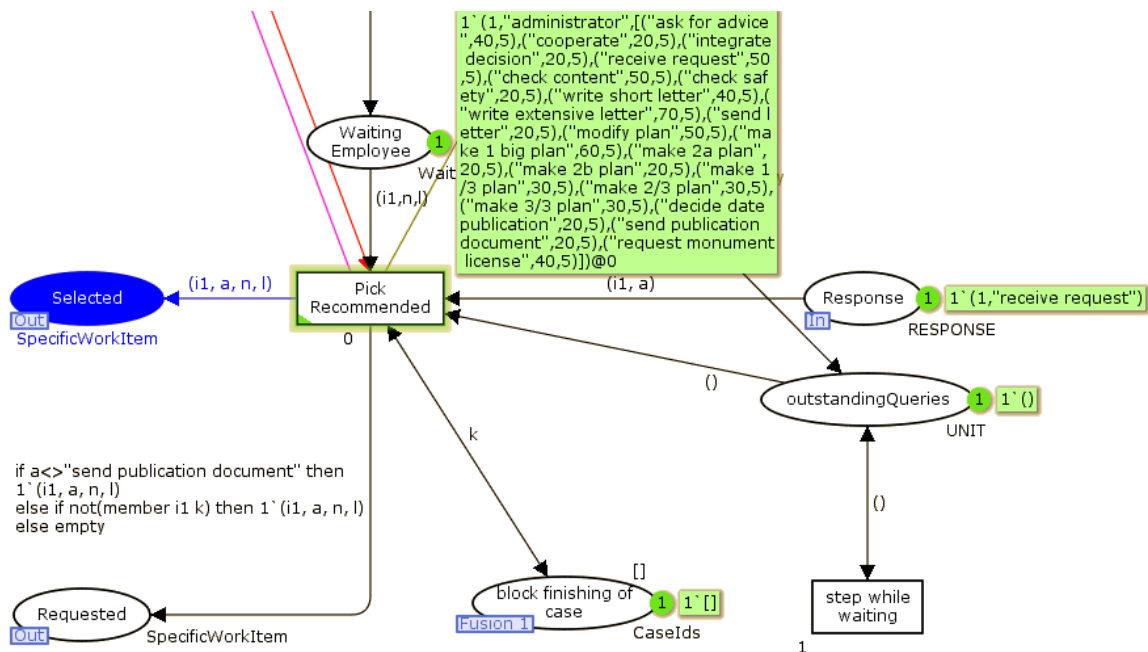 1`(1,"administrator",[("ask for advice
",40,5),("cooperate",20,5),("integrate
decision",20,5),("receive request",50
,5),("check content",50,5),("check saf
ety",20,5),("write short letter",40,5),(
"write extensive letter",70,5),("send l
etter",20,5),("modify plan",50,5),("ma
ke 1 big plan",60,5),("make 2a plan",
20,5),("make 2b plan",20,5),("make 1
/3 plan",30,5),("make 2/3 plan",30,5),
("make 3/3 plan",30,5),("decide date
publication",20,5),("send publication
document",20,5),("request monument
license",40,5)])@0
Waiting
Employee
1
Wait
y
(i1,n,l)
Selected
Out
SpecificWorkItem
(i1, a, n, l)
Pick
Recommended
0
(i1, a)
Response
In
1
1`(1,"receive request")
RESPONSE
()
outstandingQueries
1
1`()
UNIT
k
()
if a<>"send publication document" then
1`(i1, a, n, l)
else if not(member i1 k) then 1`(i1, a, n, l)
else empty
Requested
Out
SpecificWorkItem
[]
block finishing of
case
Fusion 1
1
1`[]
CaseIds
step while
waiting
1